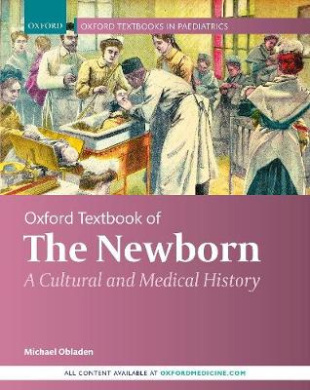 OXFORD
OXFORD TEXTBOOKS IN PAEDIATRICS
Oxford Textbook of
The Newborn
A Cultural and Medical History
Michael Obladen
ALL CONTENT AVAILABLE AT OXFORDMEDICINE.COM